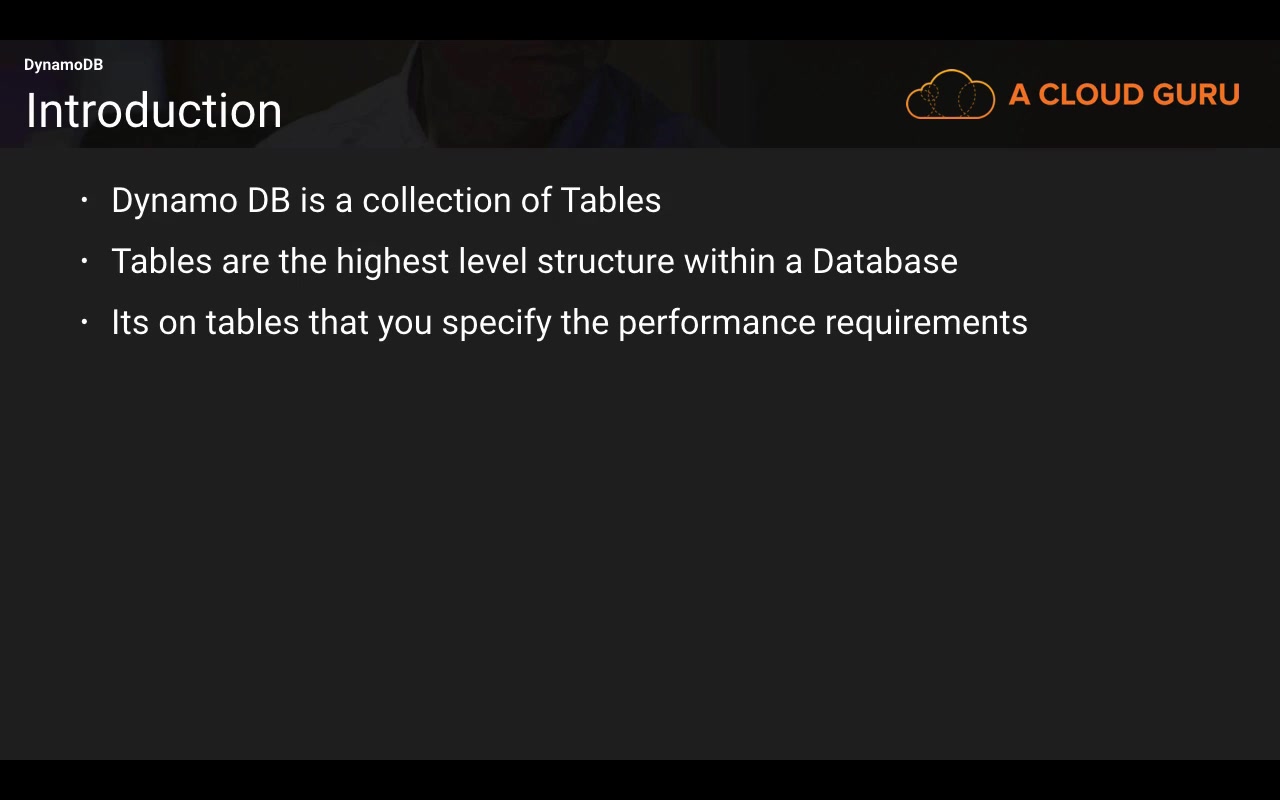 DynamoDB
Introduction
A CLOUD GURU
Dynamo DB is a collection of Tables
Tables are the highest level structure within a Database
Its on tables that you specify the performance requirements